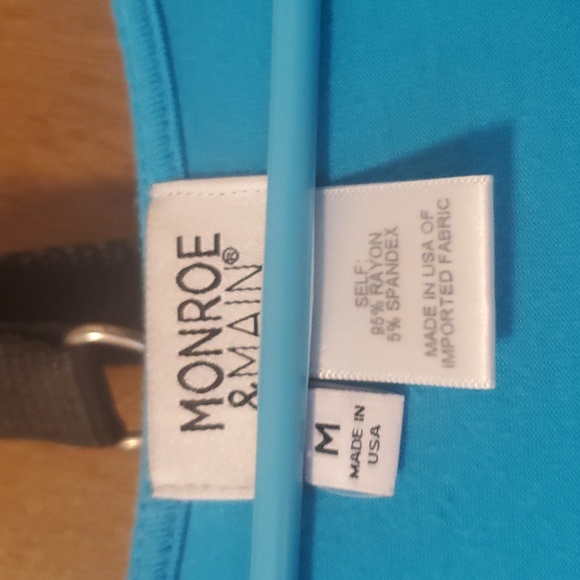 MONROE
&MAIN®
SELF:
95% RAYON
5% SPANDEX
MADE IN USA OF
IMPORTED FABRIC
M
MADE IN
USA